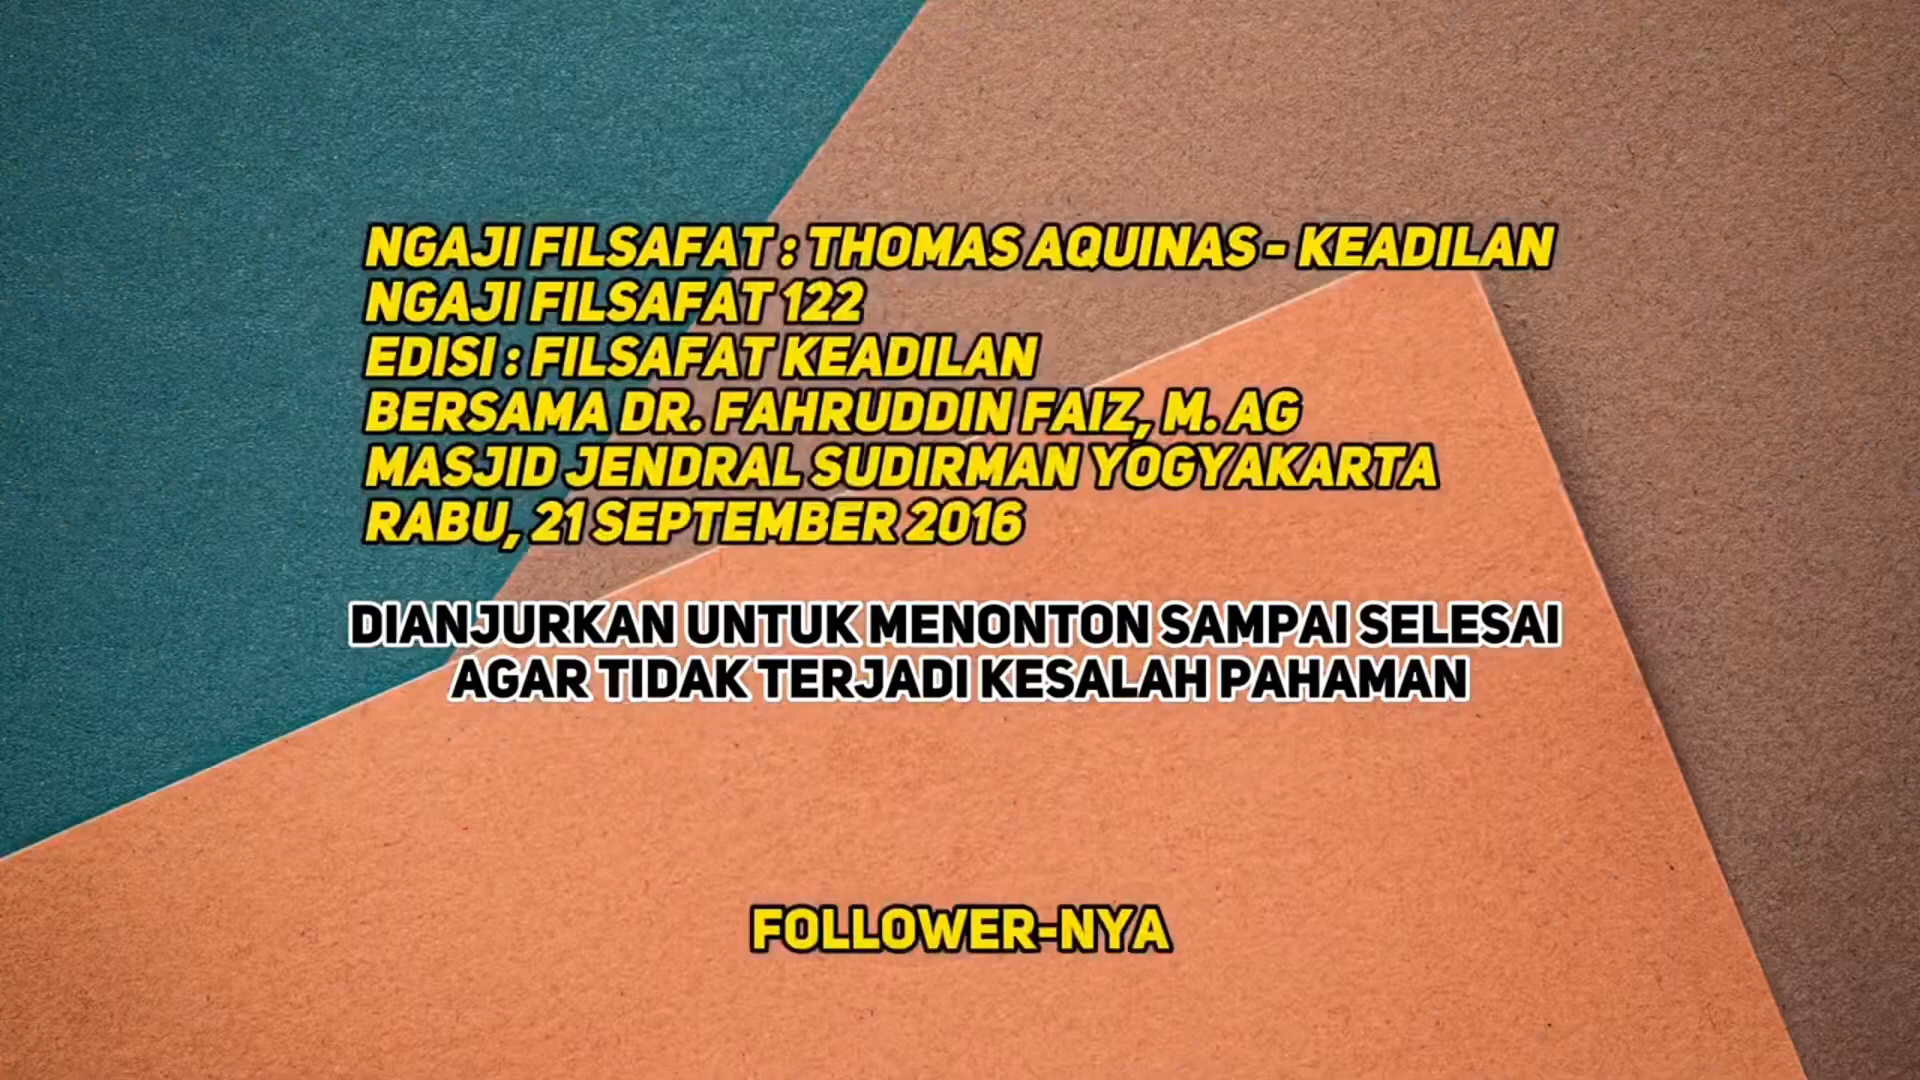 NGAJI FILSAFAT : THOMAS AQUINAS - KEADILAN
NGAJI FILSAFAT 122
EDISI : FILSAFAT KEADILAN
BERSAMA DR. FAHRUDDIN FAIZ, M. AG
MASJID JENDRAL SUDIRMAN YOGYAKARTA
RABU, 21 SEPTEMBER 2016
DIANJURKAN UNTUK MENONTON SAMPAI SELESAI
AGAR TIDAK TERJADI KESALAH PAHAMAN
FOLLOWER-NYA